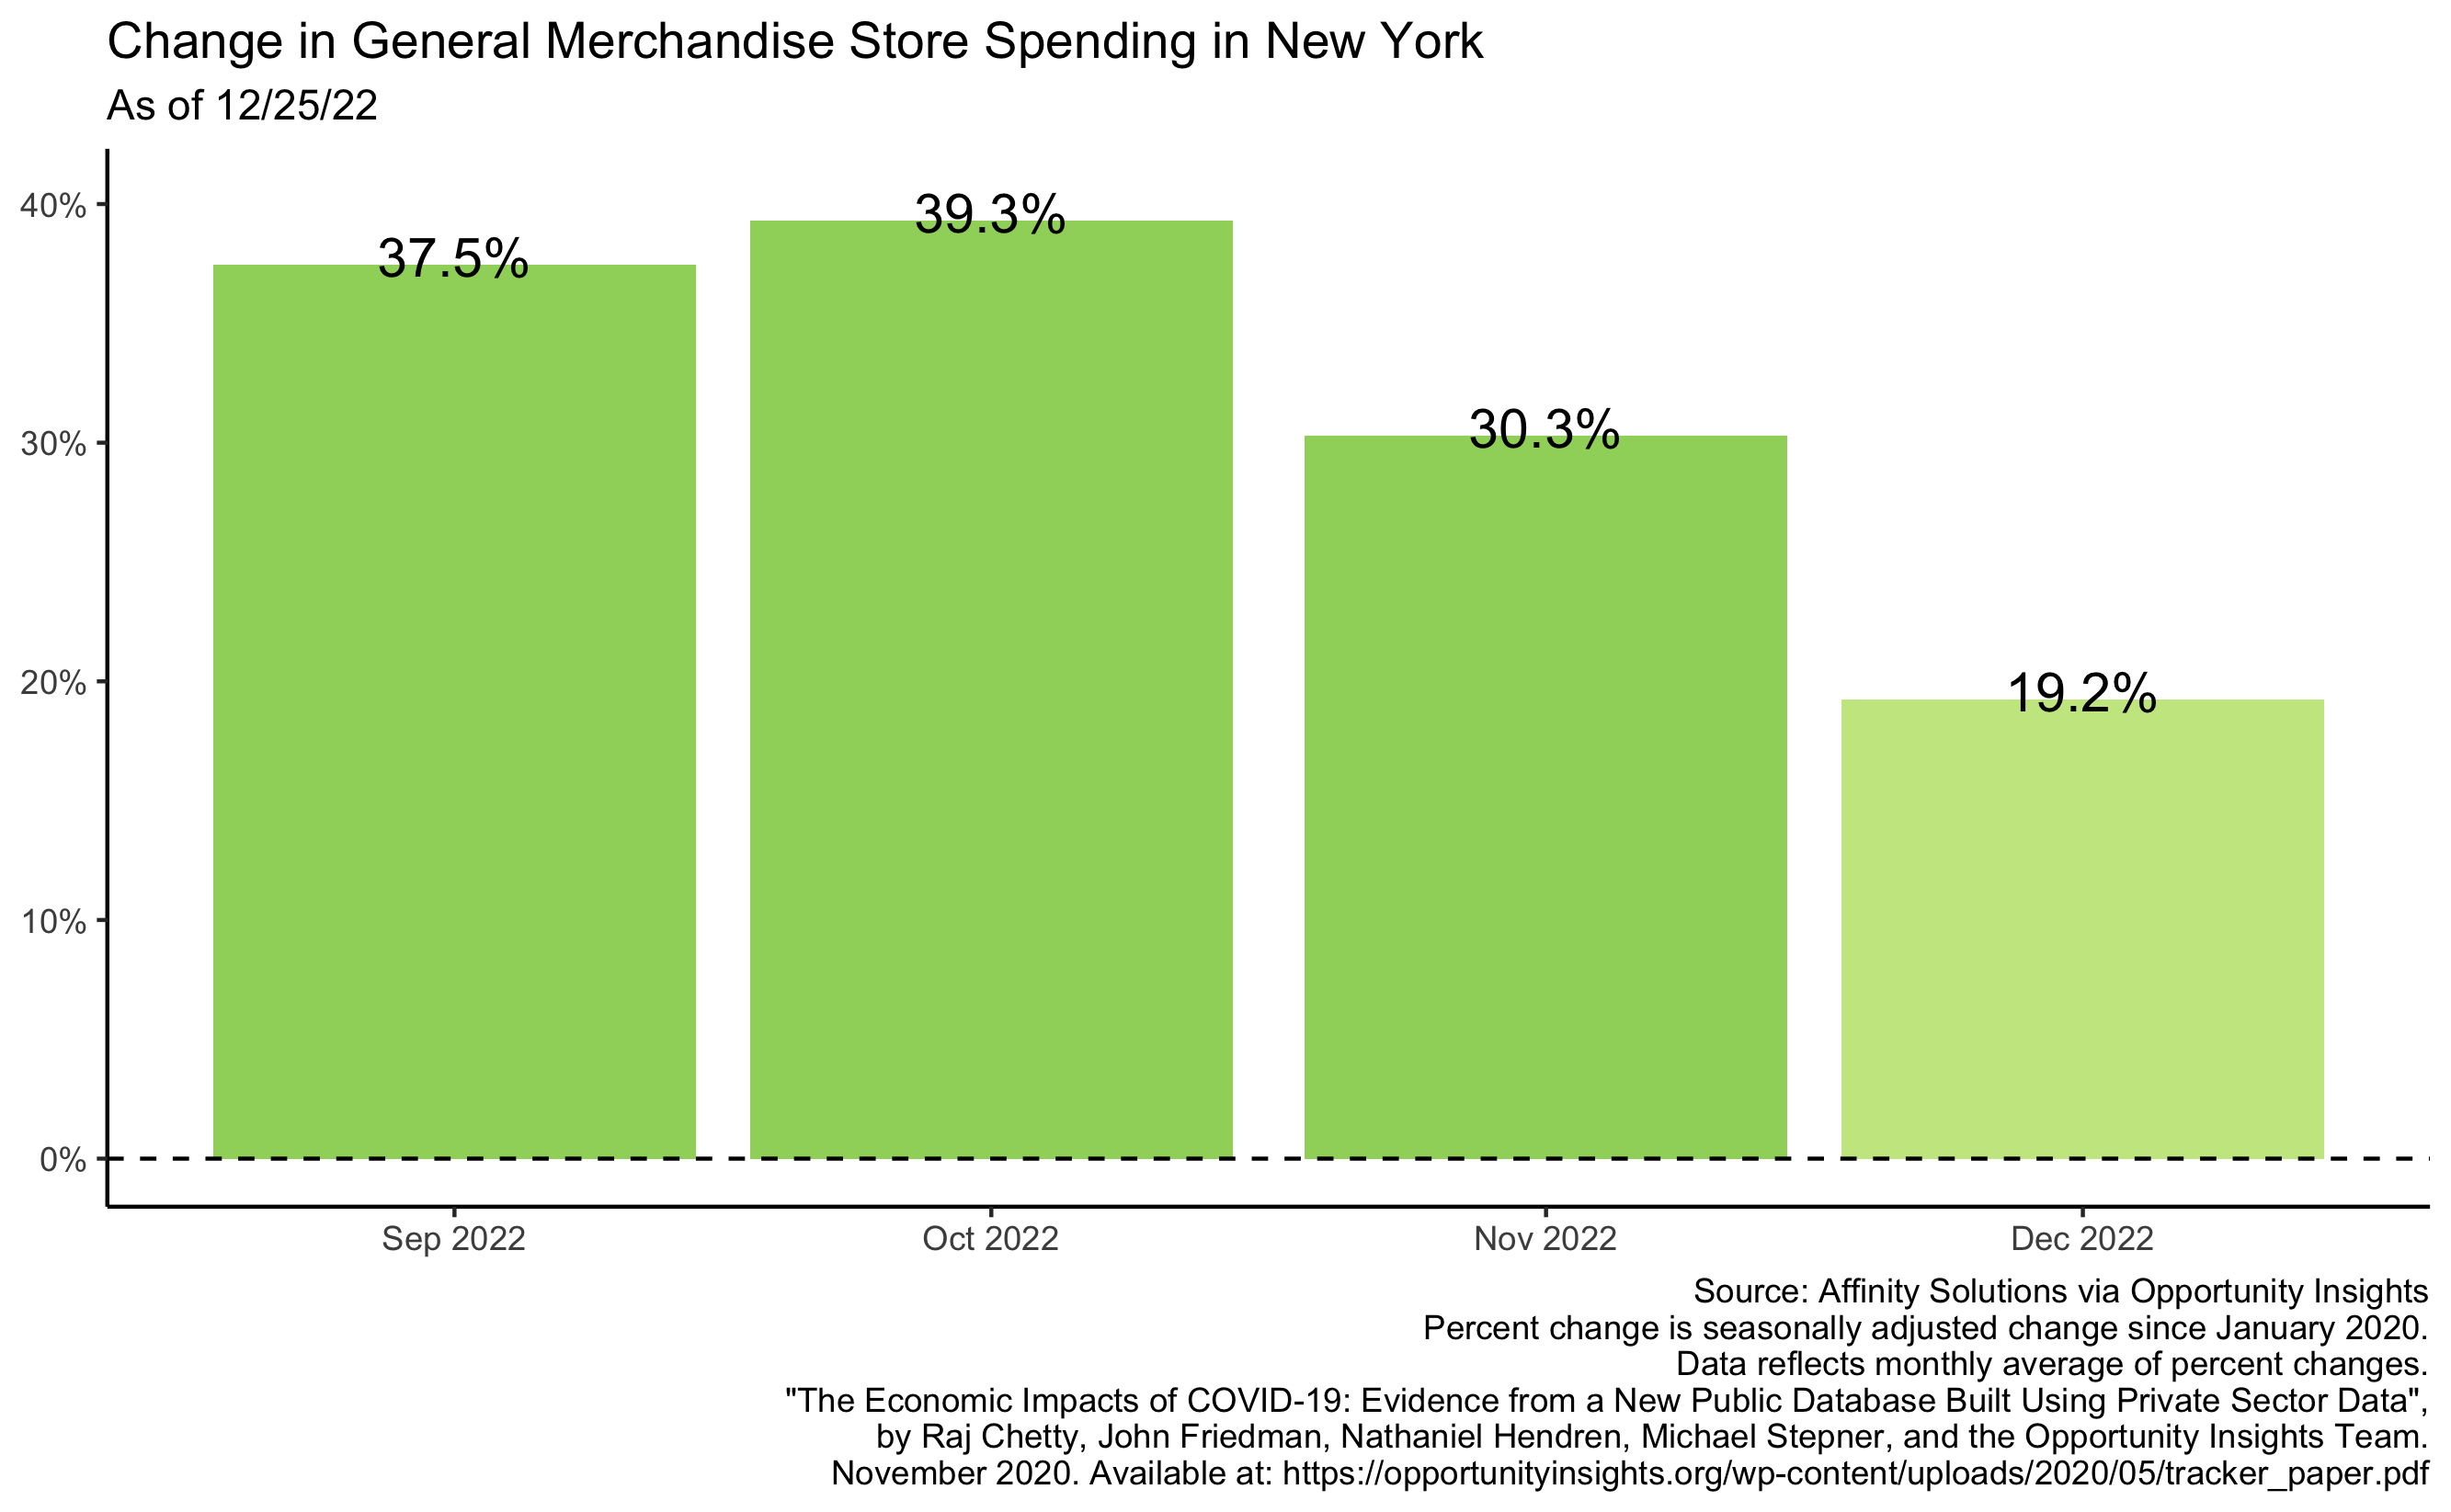 Change in General Merchandise Store Spending in New York
As of 12/25/22
40%
30%
20%
10%
0%
37.5%
39.3%
30.3%
19.2%
Sep 2022
Oct 2022
Nov 2022
Dec 2022
Source: Affinity Solutions via Opportunity Insights
Percent change is seasonally adjusted change since January 2020.
Data reflects monthly average of percent changes.
"The Economic Impacts of COVID-19: Evidence from a New Public Database Built Using Private Sector Data",
by Raj Chetty, John Friedman, Nathaniel Hendren, Michael Stepner, and the Opportunity Insights Team.
November 2020. Available at: https://opportunityinsights.org/wp-content/uploads/2020/05/tracker_paper.pdf